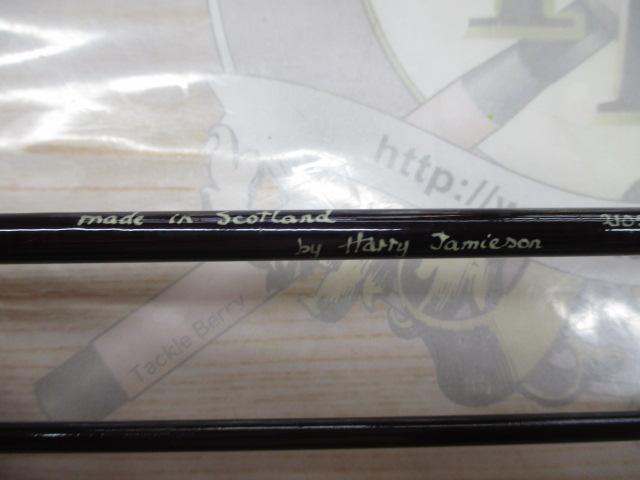 made in Scotland
by Harry Jamieson
http://w
Tackle Berry